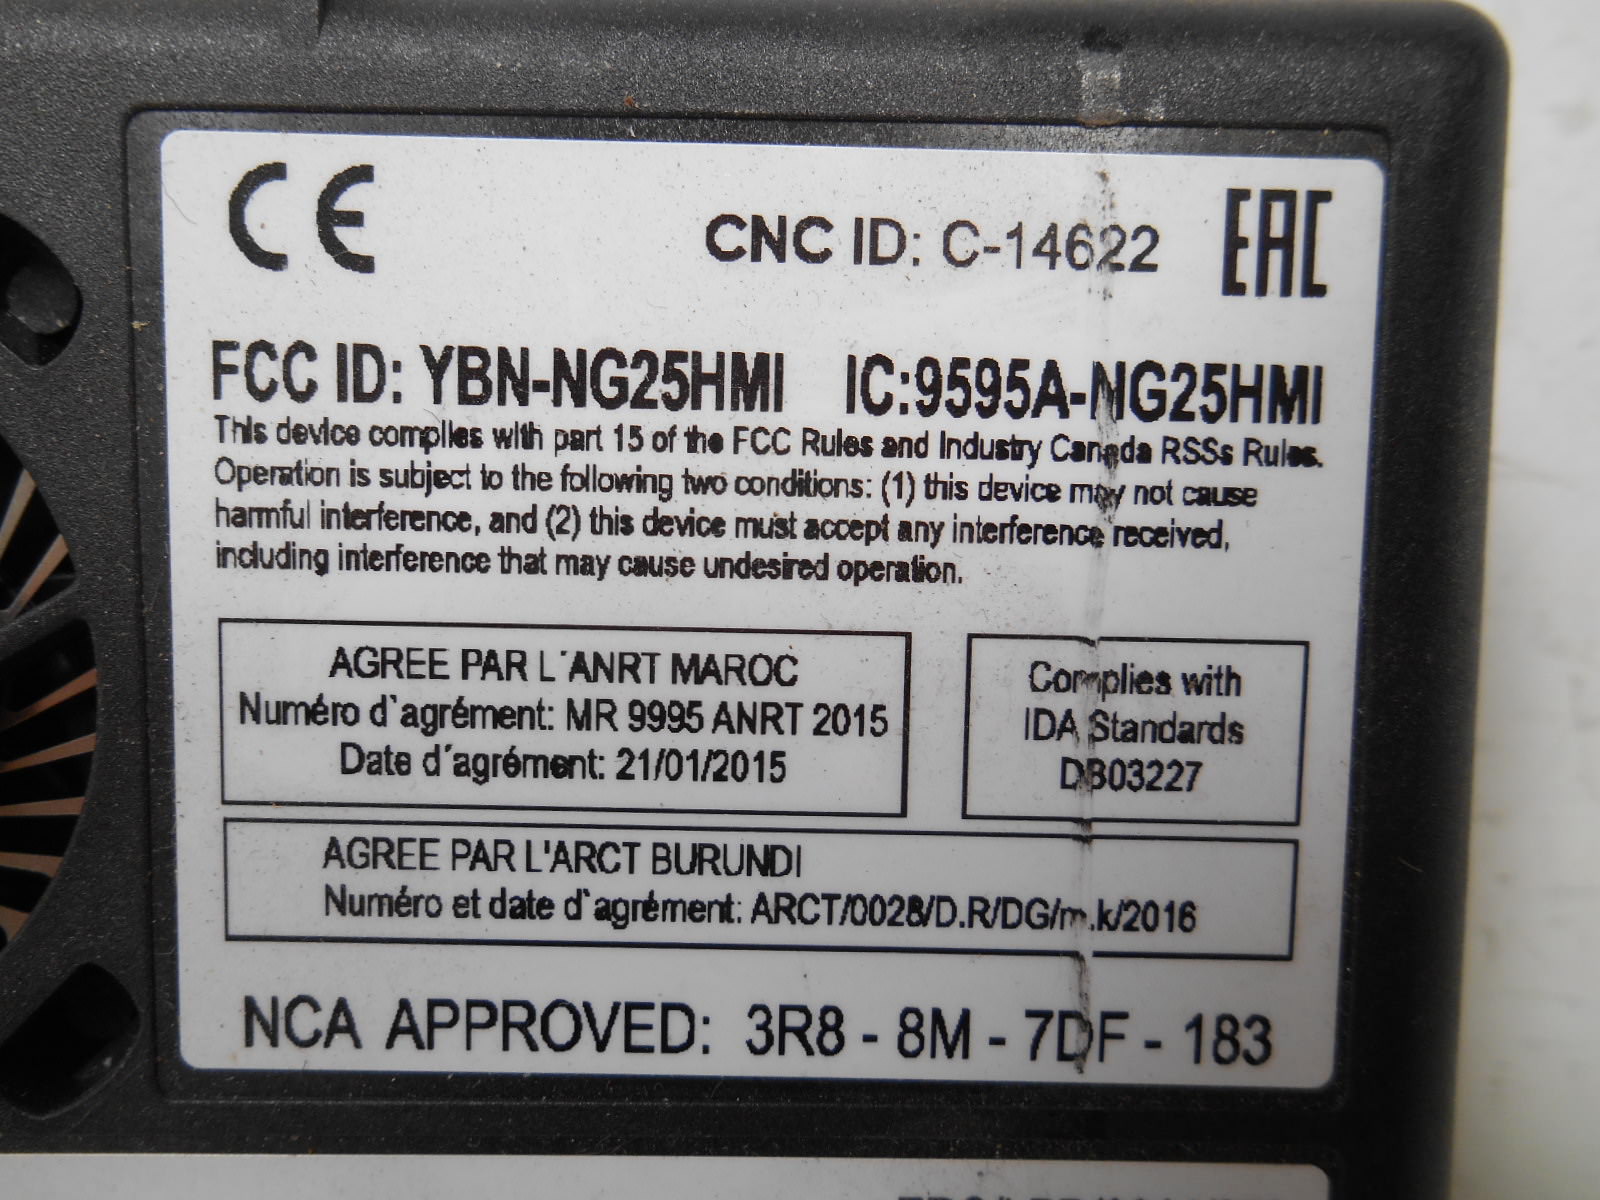 CE
CNC ID: C-14622
EAC
FCC ID: YBN-NG25HMI IC:9595A-NG25HMI
This device complies with part 15 of the FCC Rules and Industry Canada RSSs Rules.
Operation is subject to the following two conditions: (1) this device may not cause
harmful interference, and (2) this device must accept any interference received,
including interference that may cause undesired operation.
AGREE PAR L´ANRT MAROC
Numéro d´agrément: MR 9995 ANRT 2015
Date d´agrément: 21/01/2015
Complies with
IDA Standards
DB03227
AGREE PAR L'ARCT BURUNDI
Numéro et date d´agrément: ARCT/0028/D.R/DG/m.k/2016
NCA APPROVED: 3R8 - 8M - 7DF - 183